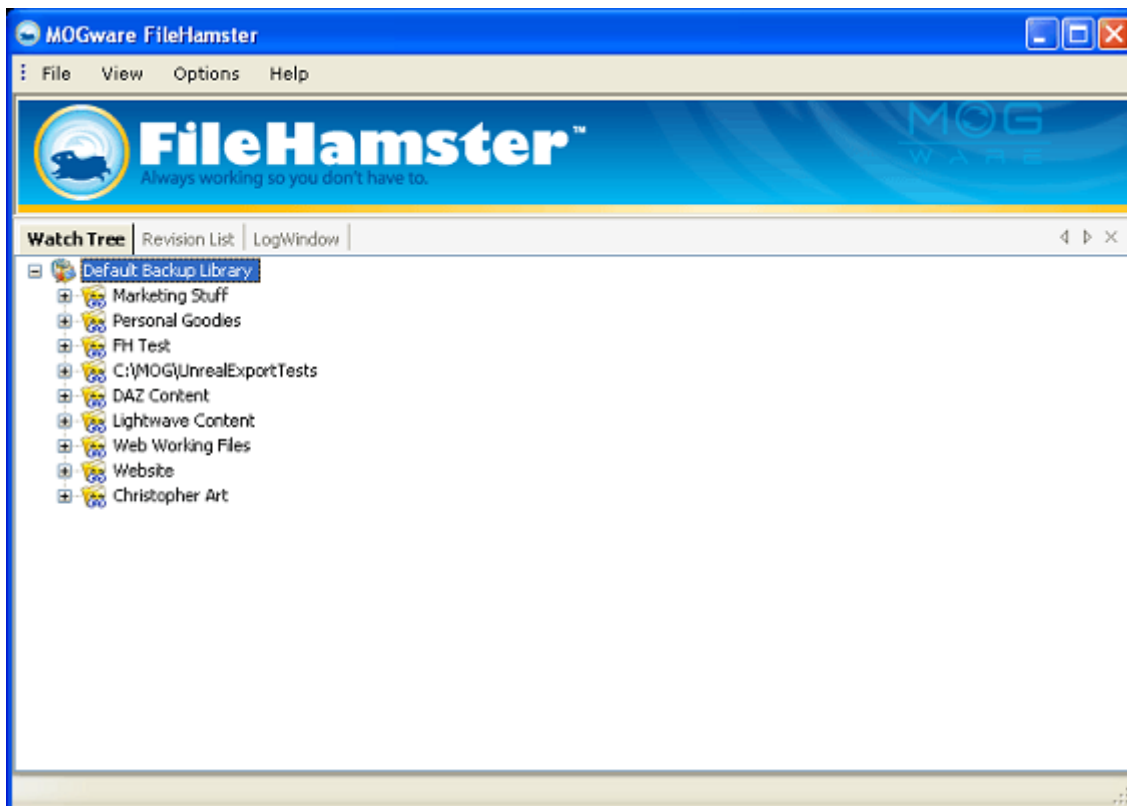 MOGware FileHamster
File View Options Help
FileHamster™
Always working so you don't have to.
MOG
WARE
Watch Tree Revision List LogWindow
Default Backup Library
Marketing Stuff
Personal Goodies
FH Test
C:\MOG\UnrealExportTests
DAZ Content
Lightwave Content
Web Working Files
Website
Christopher Art